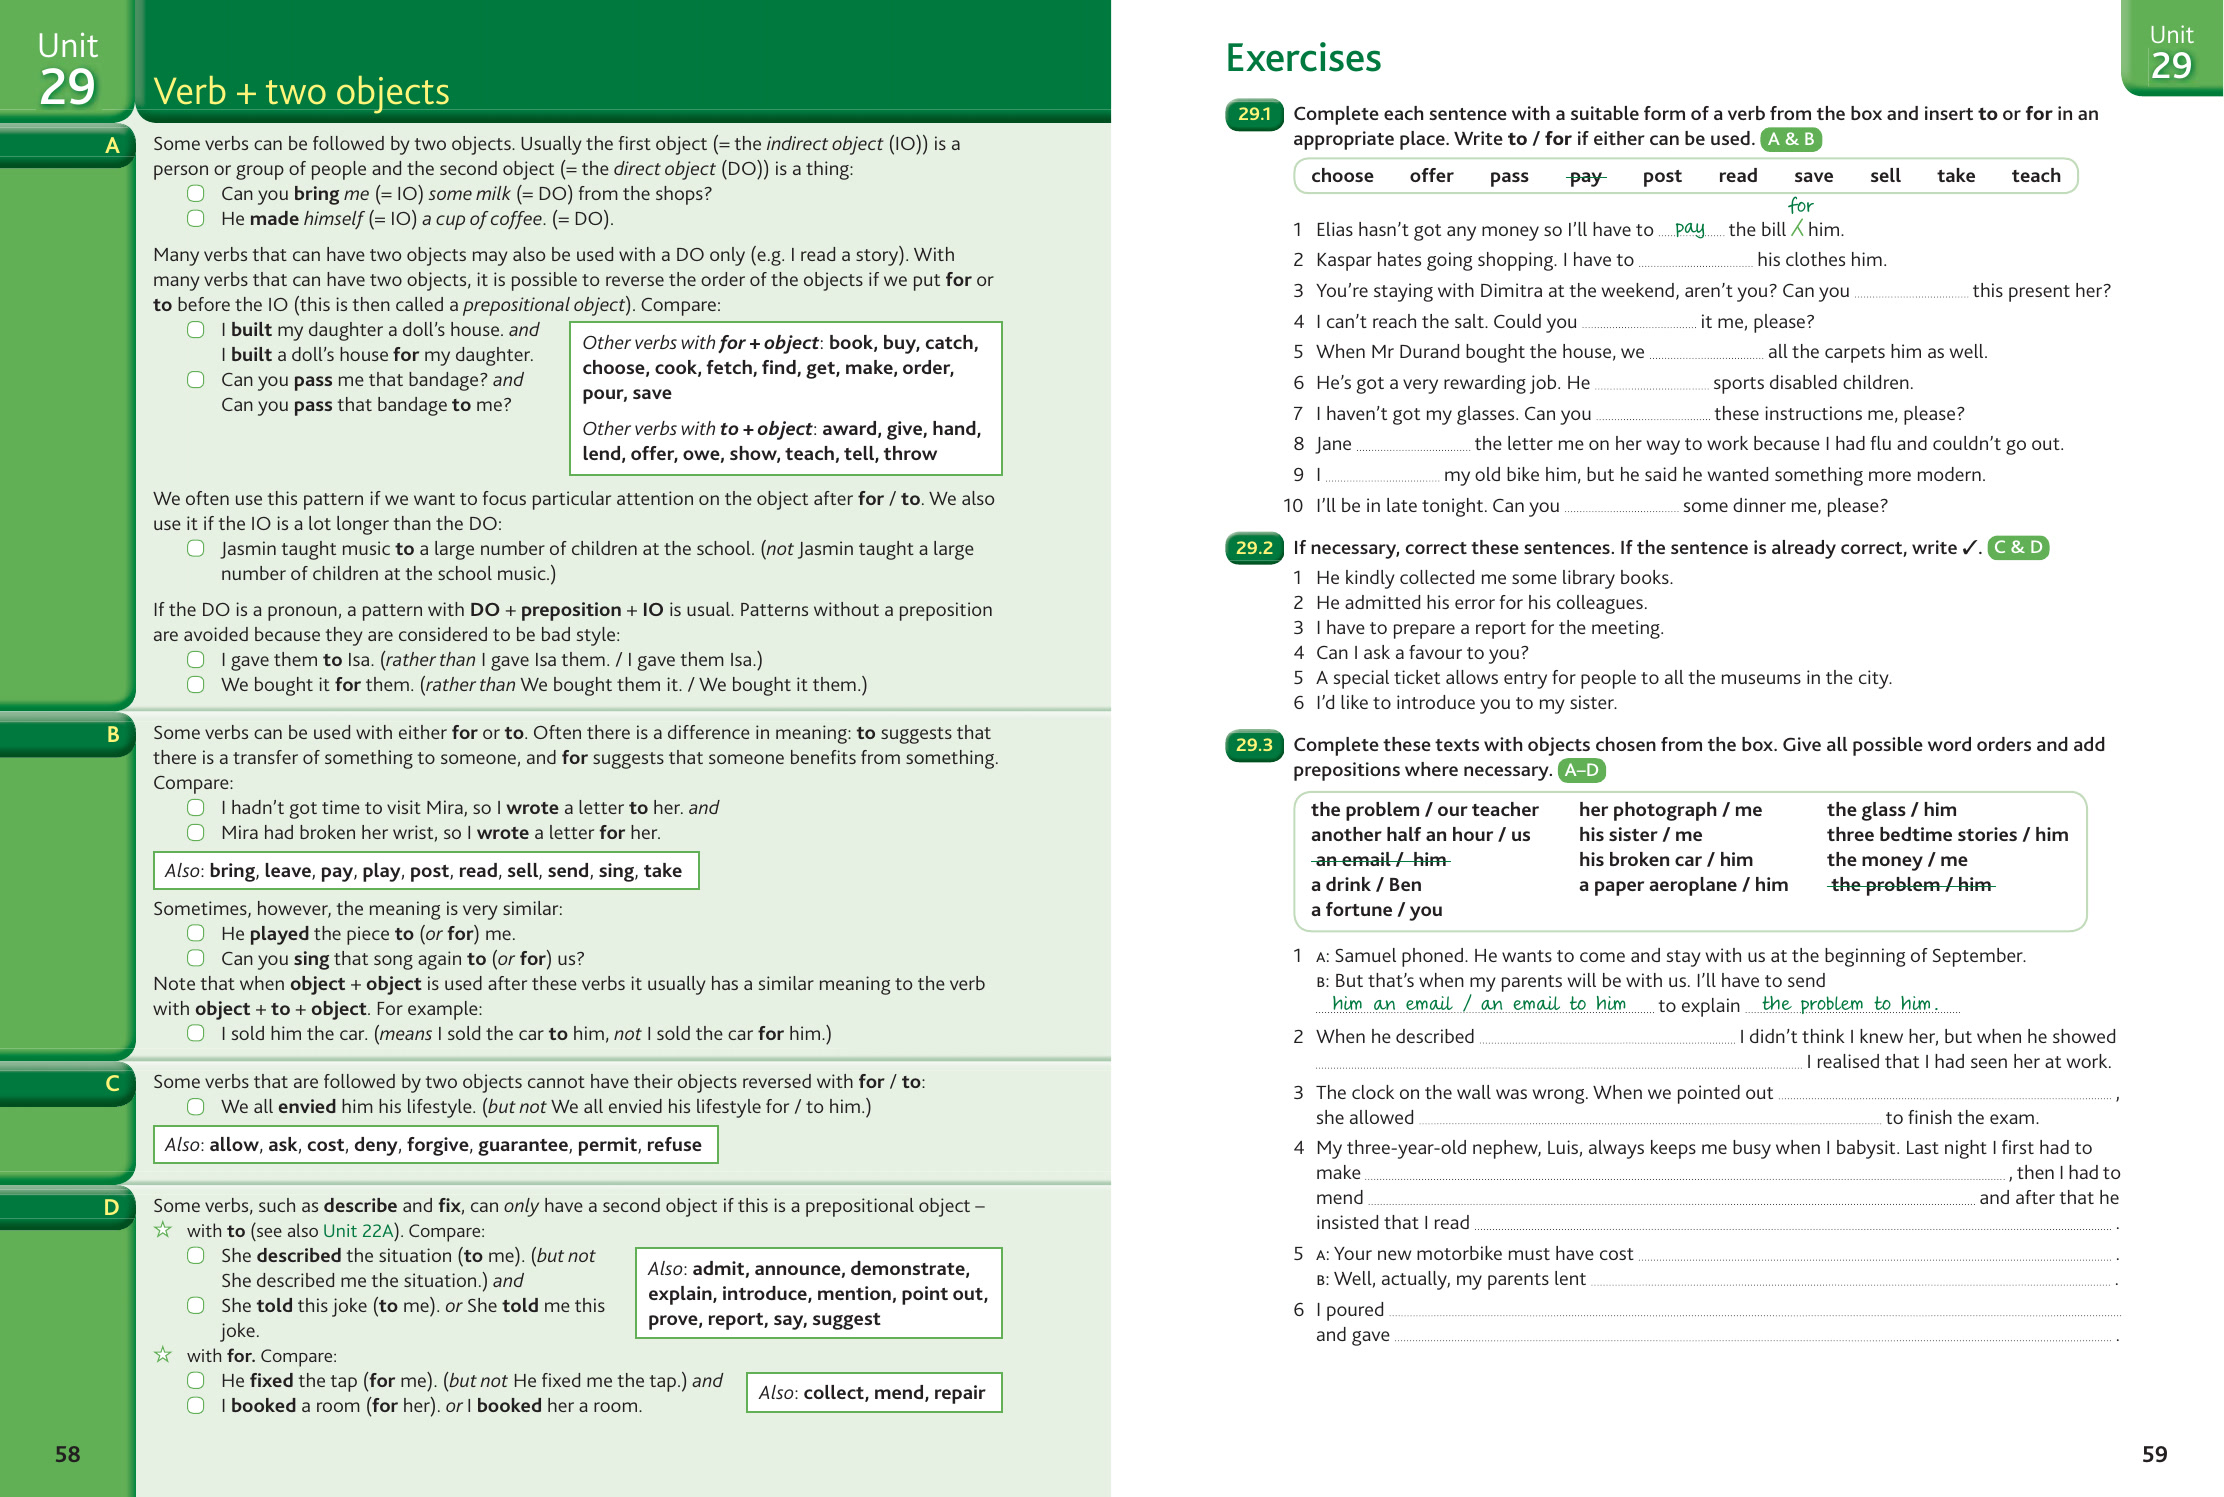 Unit
29
Verb + two objects
A
Some verbs can be followed by two objects. Usually the first object (= the indirect object (IO)) is a
person or group of people and the second object (= the direct object (DO)) is a thing:
Can you bring me (= IO) some milk (= DO) from the shops?
He made himself (= IO) a cup of coffee. (= DO).
Many verbs that can have two objects may also be used with a DO only (e.g. I read a story). With
many verbs that can have two objects, it is possible to reverse the order of the objects if we put for or
to before the IO (this is then called a prepositional object). Compare:
I built my daughter a doll's house. and
I built a doll's house for my daughter.
Can you pass me that bandage? and
Can you pass that bandage to me?
Other verbs with for + object: book, buy, catch,
choose, cook, fetch, find, get, make, order,
pour, save
Other verbs with to + object: award, give, hand,
lend, offer, owe, show, teach, tell, throw
We often use this pattern if we want to focus particular attention on the object after for / to. We also
use it if the IO is a lot longer than the DO:
Jasmin taught music to a large number of children at the school. (not Jasmin taught a large
number of children at the school music.)
If the DO is a pronoun, a pattern with DO + preposition + IO is usual. Patterns without a preposition
are avoided because they are considered to be bad style:
I gave them to Isa. (rather than I gave Isa them. / I gave them Isa.)
We bought it for them. (rather than We bought them it. / We bought it them.)
B
Some verbs can be used with either for or to. Often there is a difference in meaning: to suggests that
there is a transfer of something to someone, and for suggests that someone benefits from something.
Compare:
I hadn't got time to visit Mira, so I wrote a letter to her. and
Mira had broken her wrist, so I wrote a letter for her.
Also: bring, leave, pay, play, post, read, sell, send, sing, take
Sometimes, however, the meaning is very similar:
He played the piece to (or for) me.
Can you sing that song again to (or for) us?
Note that when object + object is used after these verbs it usually has a similar meaning to the verb
with object + to + object. For example:
I sold him the car. (means I sold the car to him, not I sold the car for him.)
C
Some verbs that are followed by two objects cannot have their objects reversed with for / to:
We all envied him his lifestyle. (but not We all envied his lifestyle for / to him.)
Also: allow, ask, cost, deny, forgive, guarantee, permit, refuse
D
Some verbs, such as describe and fix, can only have a second object if this is a prepositional object –
with to (see also Unit 22A). Compare:
She described the situation (to me). (but not
She described me the situation.) and
She told this joke (to me). or She told me this
joke.
Also: admit, announce, demonstrate,
explain, introduce, mention, point out,
prove, report, say, suggest
with for. Compare:
He fixed the tap (for me). (but not He fixed me the tap.) and
I booked a room (for her). or I booked her a room.
Also: collect, mend, repair
58
Exercises
Unit
29
29.1
Complete each sentence with a suitable form of a verb from the box and insert to or for in an
appropriate place. Write to / for if either can be used. A & B
choose offer pass pay post read save sell take teach
for
1 Elias hasn't got any money so I'll have to pay the bill him.
2 Kaspar hates going shopping. I have to his clothes him.
3 You're staying with Dimitra at the weekend, aren't you? Can you this present her?
4 I can't reach the salt. Could you it me, please?
5 When Mr Durand bought the house, we all the carpets him as well.
6 He's got a very rewarding job. He sports disabled children.
7 I haven't got my glasses. Can you these instructions me, please?
8 Jane the letter me on her way to work because I had flu and couldn't go out.
9 I my old bike him, but he said he wanted something more modern.
10 I'll be in late tonight. Can you some dinner me, please?
29.2
If necessary, correct these sentences. If the sentence is already correct, write ✓. C & D
1 He kindly collected me some library books.
2 He admitted his error for his colleagues.
3 I have to prepare a report for the meeting.
4 Can I ask a favour to you?
5 A special ticket allows entry for people to all the museums in the city.
6 I'd like to introduce you to my sister.
29.3
Complete these texts with objects chosen from the box. Give all possible word orders and add
prepositions where necessary. A–D
the problem / our teacher her photograph / me the glass / him
another half an hour / us his sister / me three bedtime stories / him
an email / him his broken car / him the money / me
a drink / Ben a paper aeroplane / him the problem / him
a fortune / you
1 A: Samuel phoned. He wants to come and stay with us at the beginning of September.
B: But that's when my parents will be with us. I'll have to send
him an email / an email to him to explain the problem to him.
2 When he described I didn't think I knew her, but when he showed
I realised that I had seen her at work.
3 The clock on the wall was wrong. When we pointed out ,
she allowed to finish the exam.
4 My three-year-old nephew, Luis, always keeps me busy when I babysit. Last night I first had to
make , then I had to
mend and after that he
insisted that I read .
5 A: Your new motorbike must have cost .
B: Well, actually, my parents lent .
6 I poured
and gave .
59